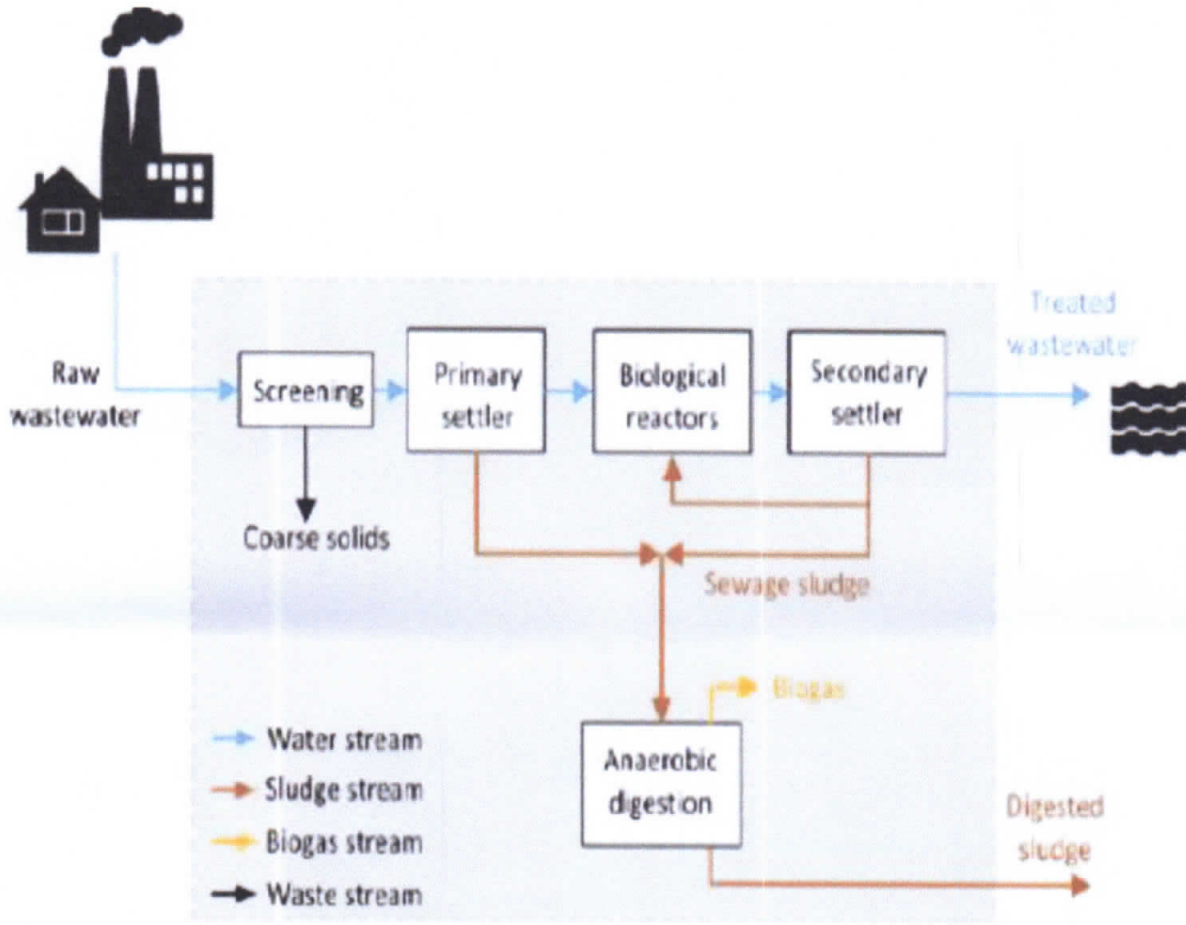 Treated
wastewater
Raw
wastewater
Screening
Primary
settler
Biological
reactors
Secondary
settler
Coarse solids
Sewage sludge
Biogas
Water stream
Sludge stream
Biogas stream
Waste stream
Anaerobic
digestion
Digested
sludge